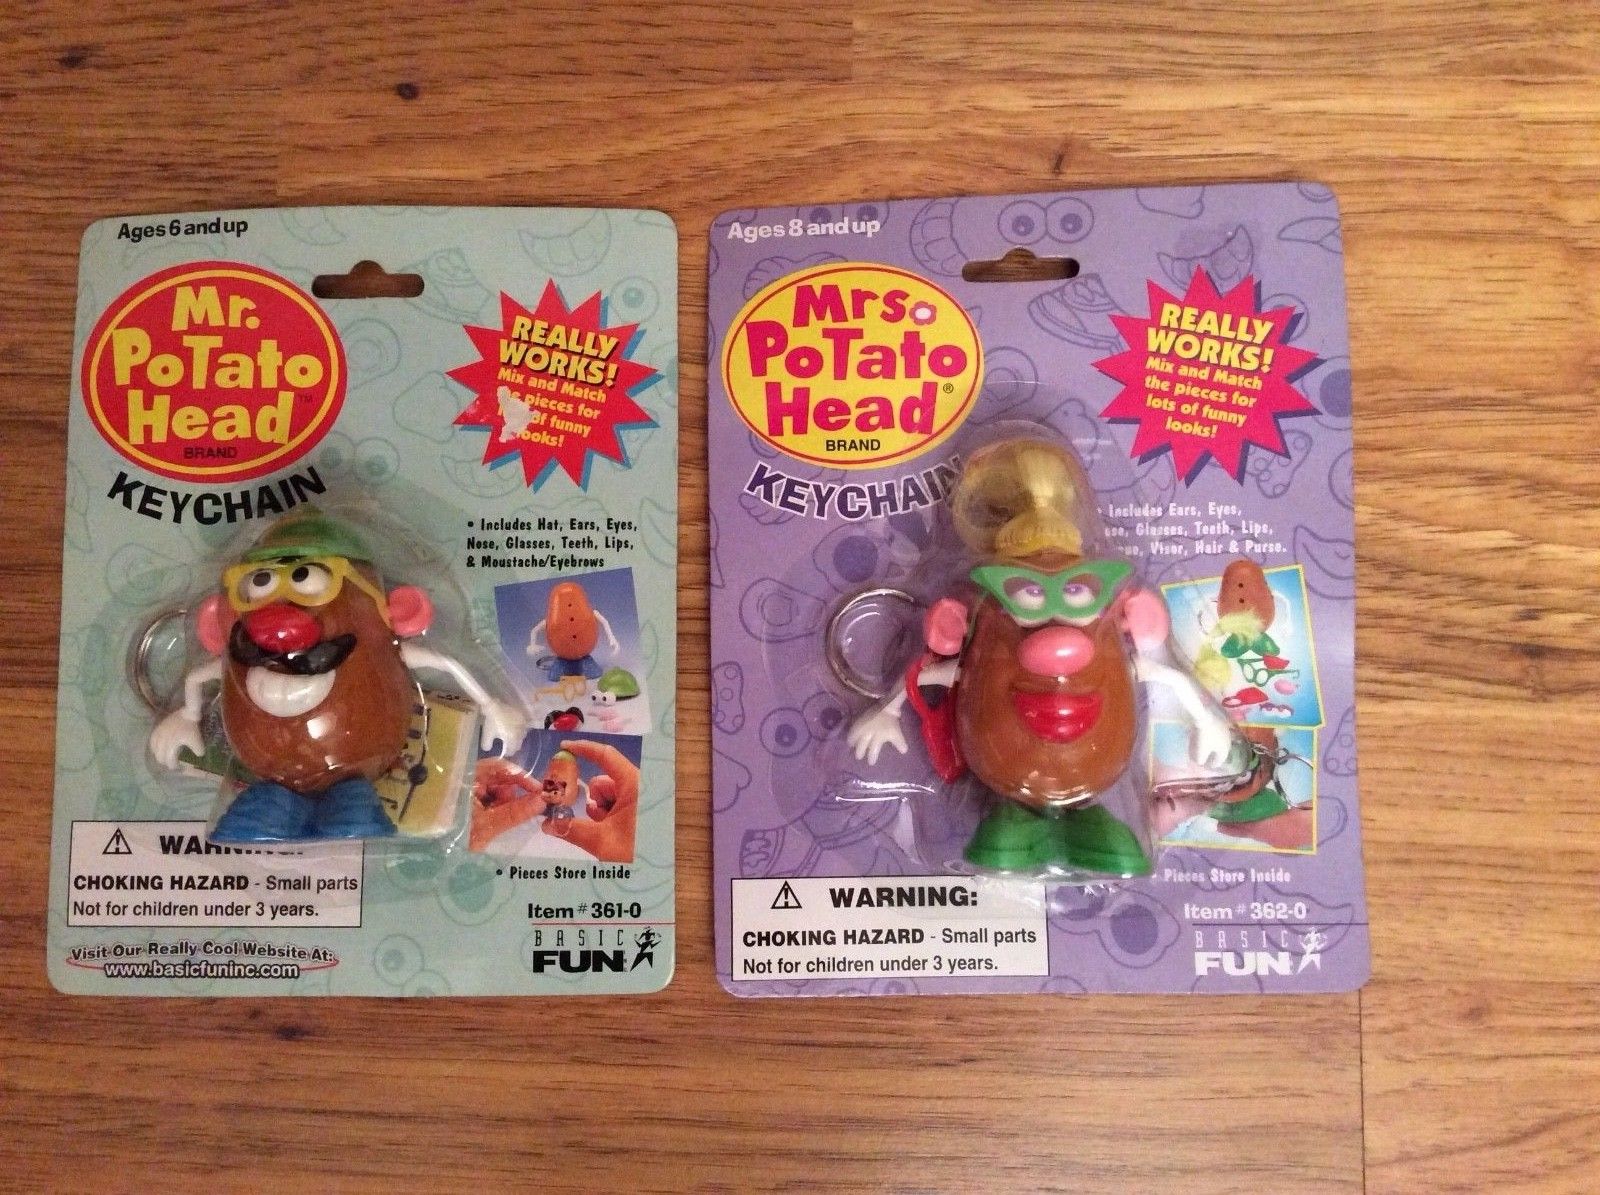 Ages 6 and up
Mr.
PoTaTo
Head
TM
BRAND
KEYCHAIN
REALLY
WORKS!
Mix and Match
the pieces for
of funny
looks!
• Includes Hat, Ears, Eyes,
Nose, Glasses, Teeth, Lips,
& Moustache/Eyebrows
• Pieces Store Inside
WARNING:
CHOKING HAZARD - Small parts
Not for children under 3 years.
Item # 361-0
BASIC
FUN
Visit Our Really Cool Website At:
www.basicfuninc.com
Ages 8 and up
Mrs.
PoTaTo
Head®
BRAND
KEYCHAIN
REALLY
WORKS!
Mix and Match
the pieces for
lots of funny
looks!
Includes Ears, Eyes,
Glasses, Teeth, Lips,
Visor, Hair & Purse.
Pieces Store Inside
WARNING:
CHOKING HAZARD - Small parts
Not for children under 3 years.
Item # 362-0
BASIC
FUN